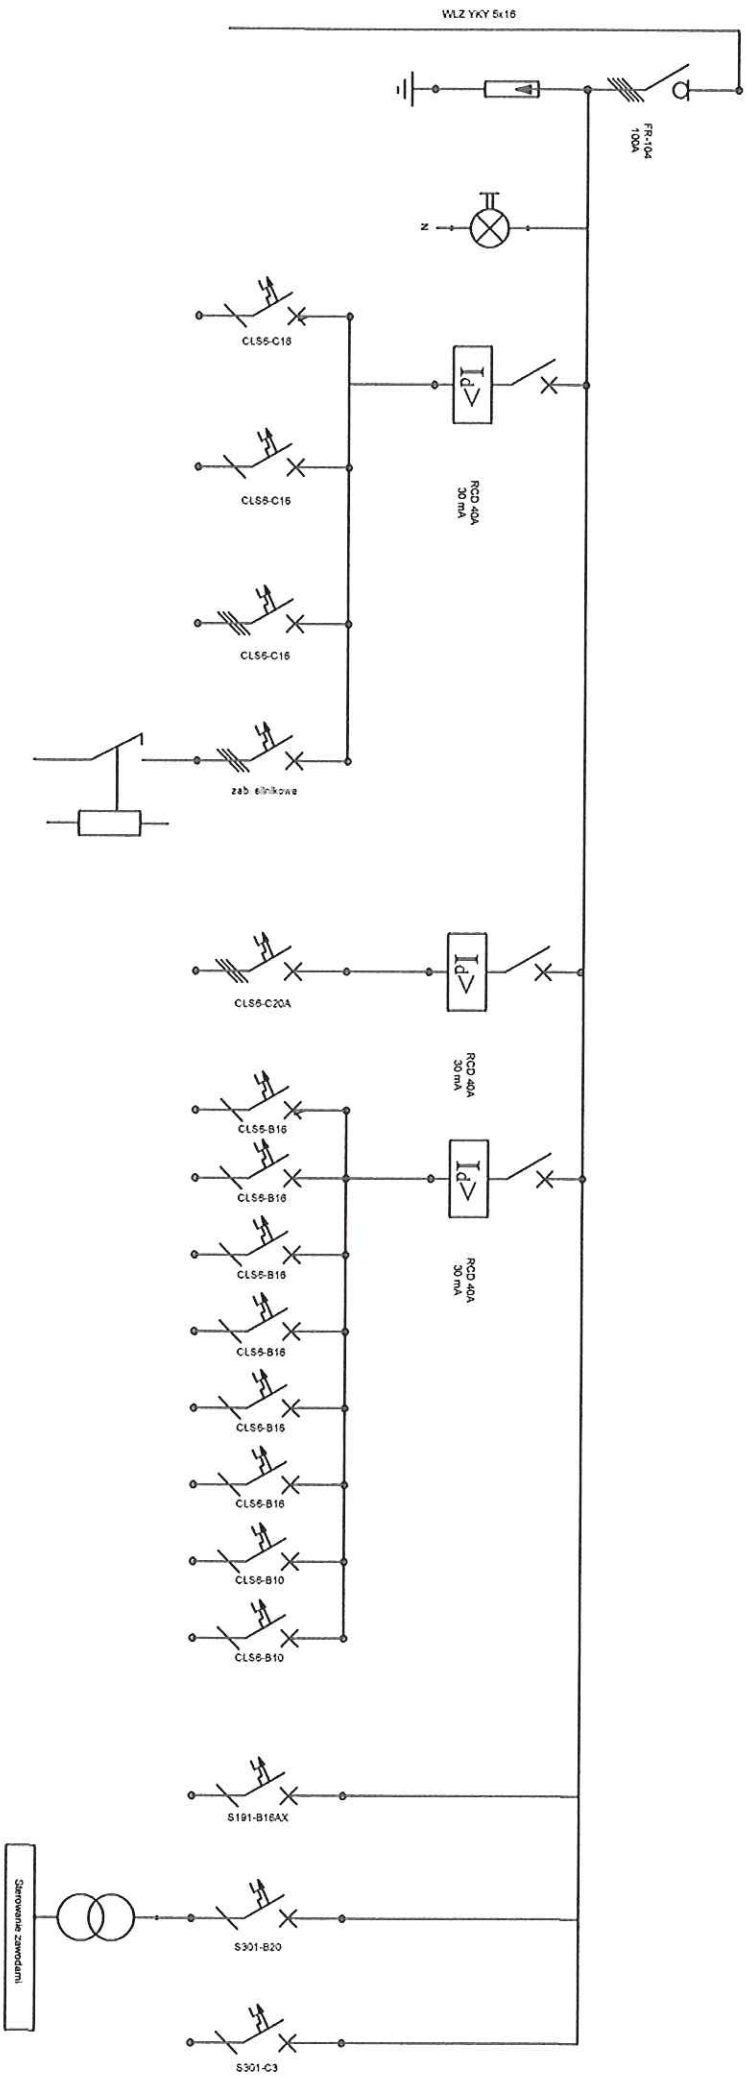 WLZ YKY 5x16
FR-104
100A
N
CLS6-C16
I
d
>
RCD 40A
30 mA
CLS6-C16
CLS6-C16
zab. silnikowe
I
d
>
CLS6-C20A
RCD 40A
30 mA
CLS6-B16
I
d
>
CLS6-B16
RCD 40A
30 mA
CLS6-B16
CLS6-B16
CLS6-B16
CLS6-B16
CLS6-B10
CLS6-B10
S191-B16AX
S301-B20
Sterowanie zawodami
S301-C3